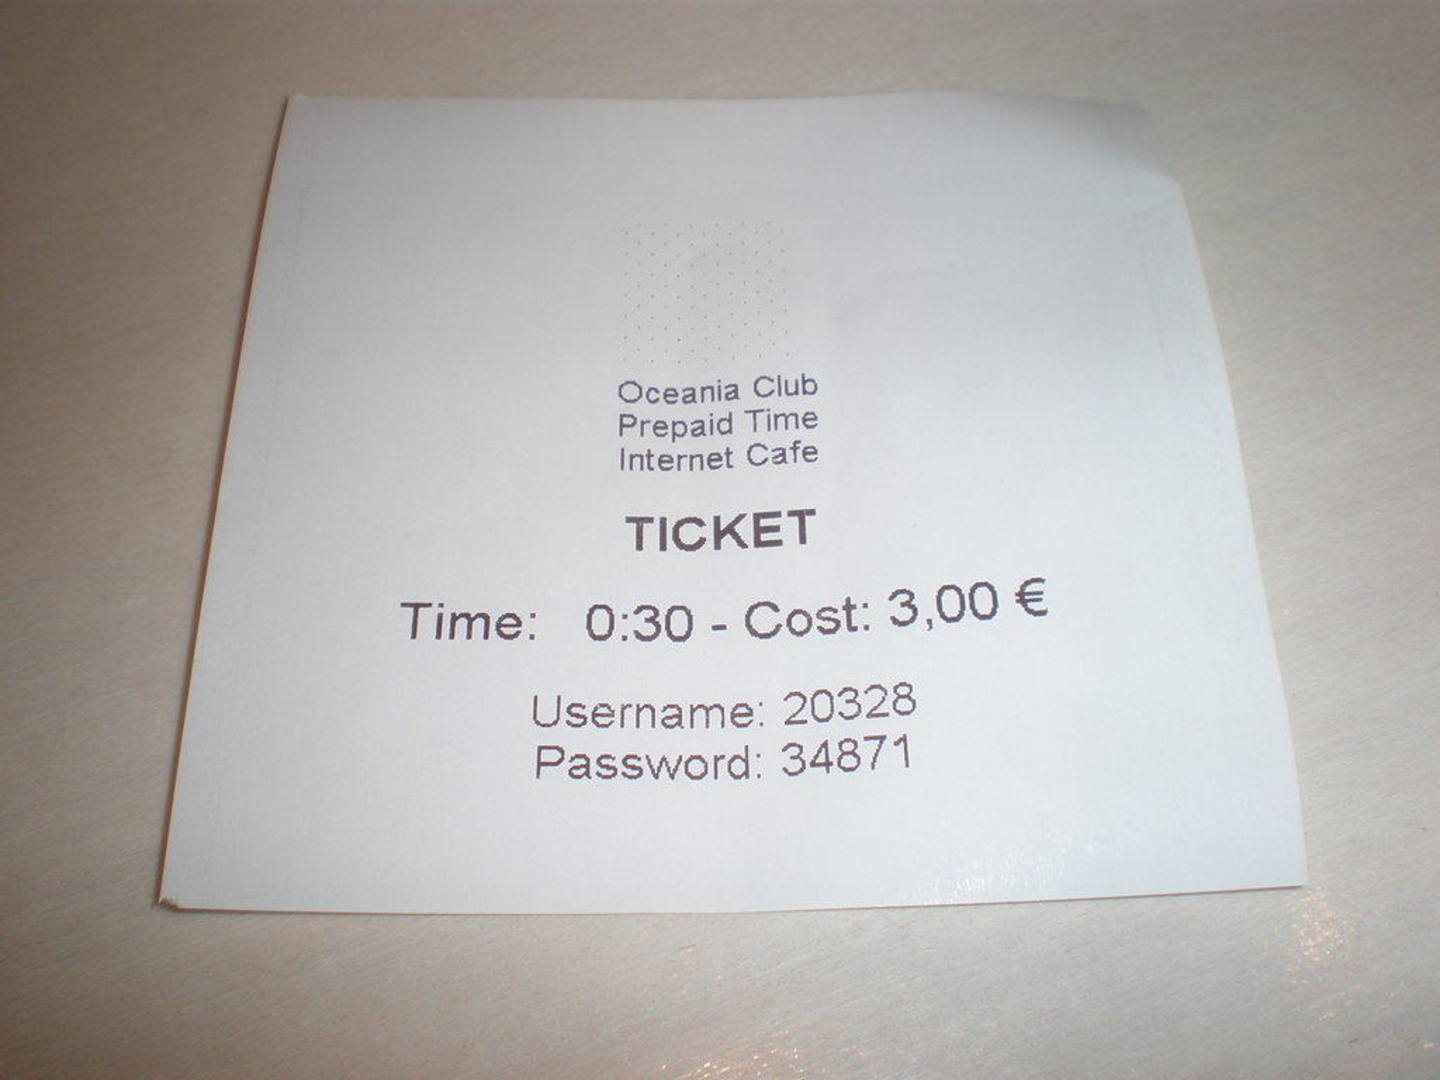 Oceania Club
Prepaid Time
Internet Cafe
TICKET
Time: 0:30 - Cost: 3,00 €
Username: 20328
Password: 34871